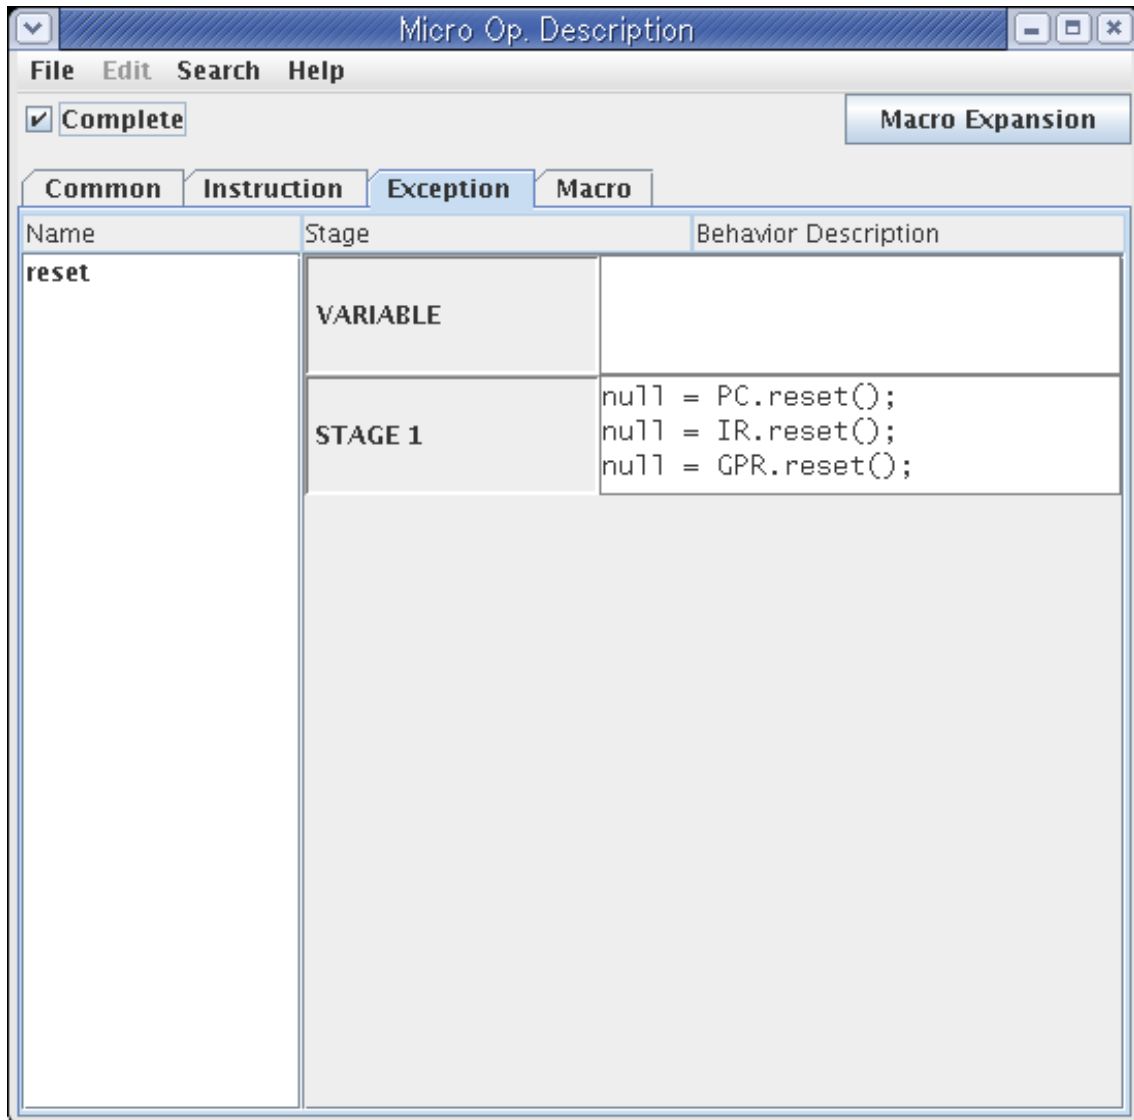 Micro Op. Description
File Edit Search Help
Complete
Macro Expansion
Common Instruction Exception Macro
Name Stage Behavior Description
reset
VARIABLE
STAGE 1
null = PC.reset();
null = IR.reset();
null = GPR.reset();